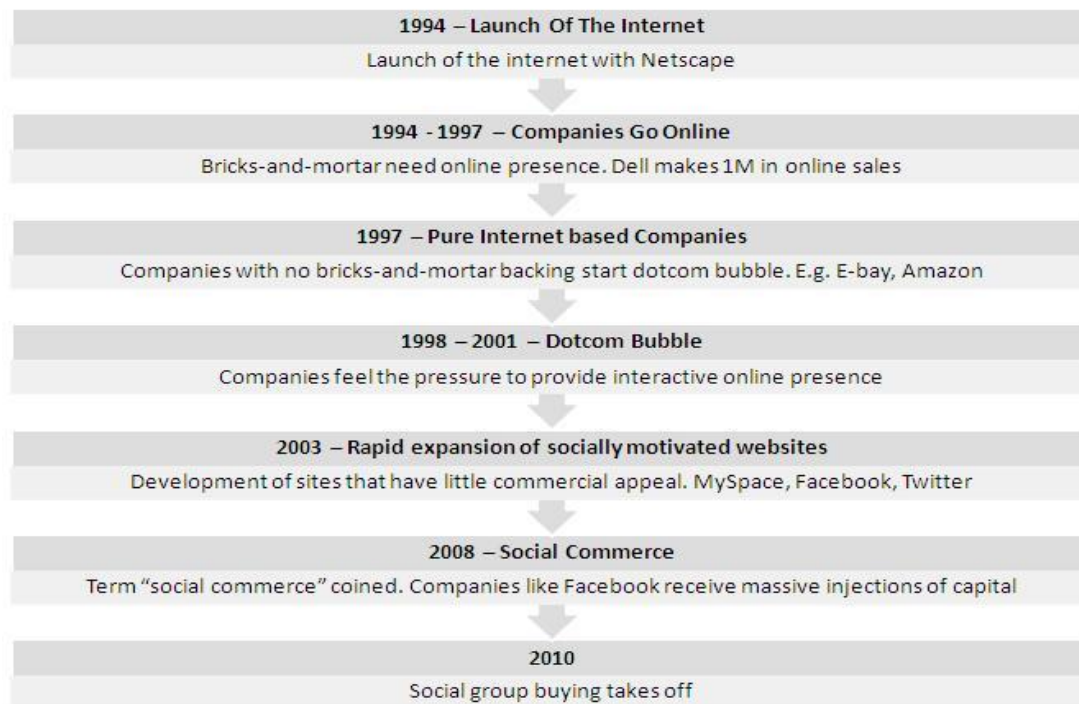 1994 – Launch Of The Internet
Launch of the internet with Netscape
1994 - 1997 – Companies Go Online
Bricks-and-mortar need online presence. Dell makes 1M in online sales
1997 – Pure Internet based Companies
Companies with no bricks-and-mortar backing start dotcom bubble. E.g. E-bay, Amazon
1998 – 2001 – Dotcom Bubble
Companies feel the pressure to provide interactive online presence
2003 – Rapid expansion of socially motivated websites
Development of sites that have little commercial appeal. MySpace, Facebook, Twitter
2008 – Social Commerce
Term “social commerce” coined. Companies like Facebook receive massive injections of capital
2010
Social group buying takes off